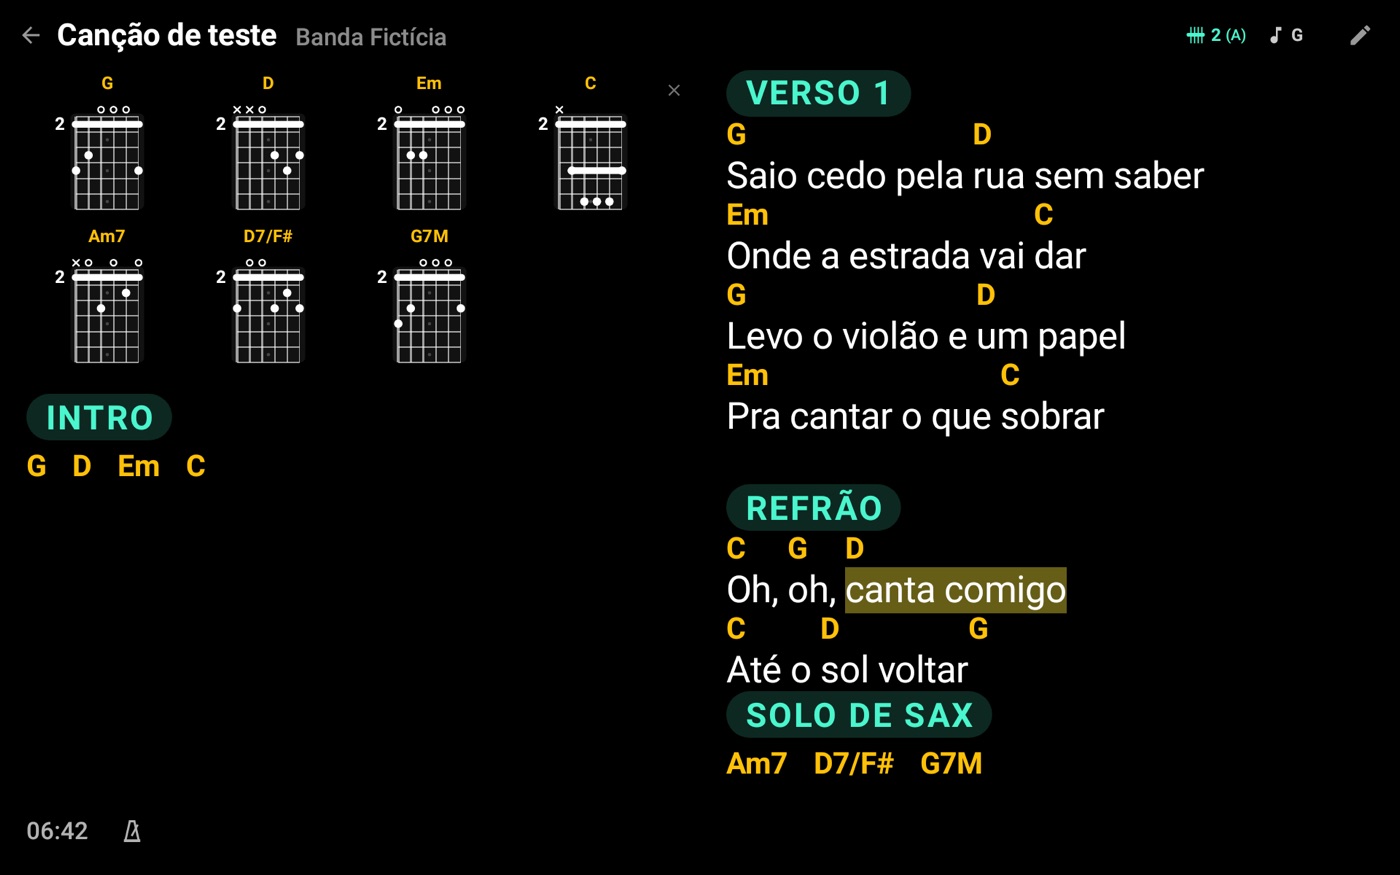 Canção de teste Banda Fictícia
2 (A) G
G D Em C
2 2 2 2
Am7 D7/F# G7M
2 2 2
INTRO
G D Em C
VERSO 1
G D
Saio cedo pela rua sem saber
Em C
Onde a estrada vai dar
G D
Levo o violão e um papel
Em C
Pra cantar o que sobrar
REFRÃO
C G D
Oh, oh, canta comigo
C D G
Até o sol voltar
SOLO DE SAX
Am7 D7/F# G7M
06:42